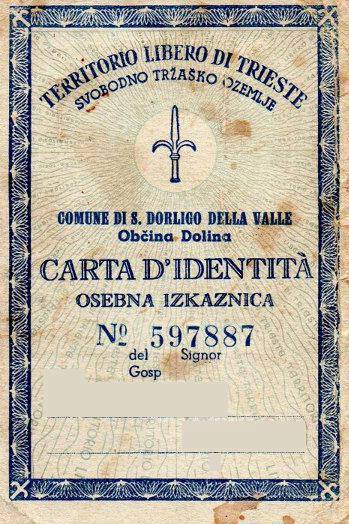 TERRITORIO LIBERO DI TRIESTE
SVOBODNO TRŽAŠKO OZEMLJE
COMUNE DI S. DORLIGO DELLA VALLE
Občina Dolina
CARTA D'IDENTITÀ
OSEBNA IZKAZNICA
Nº 597887
del Signor
Gosp